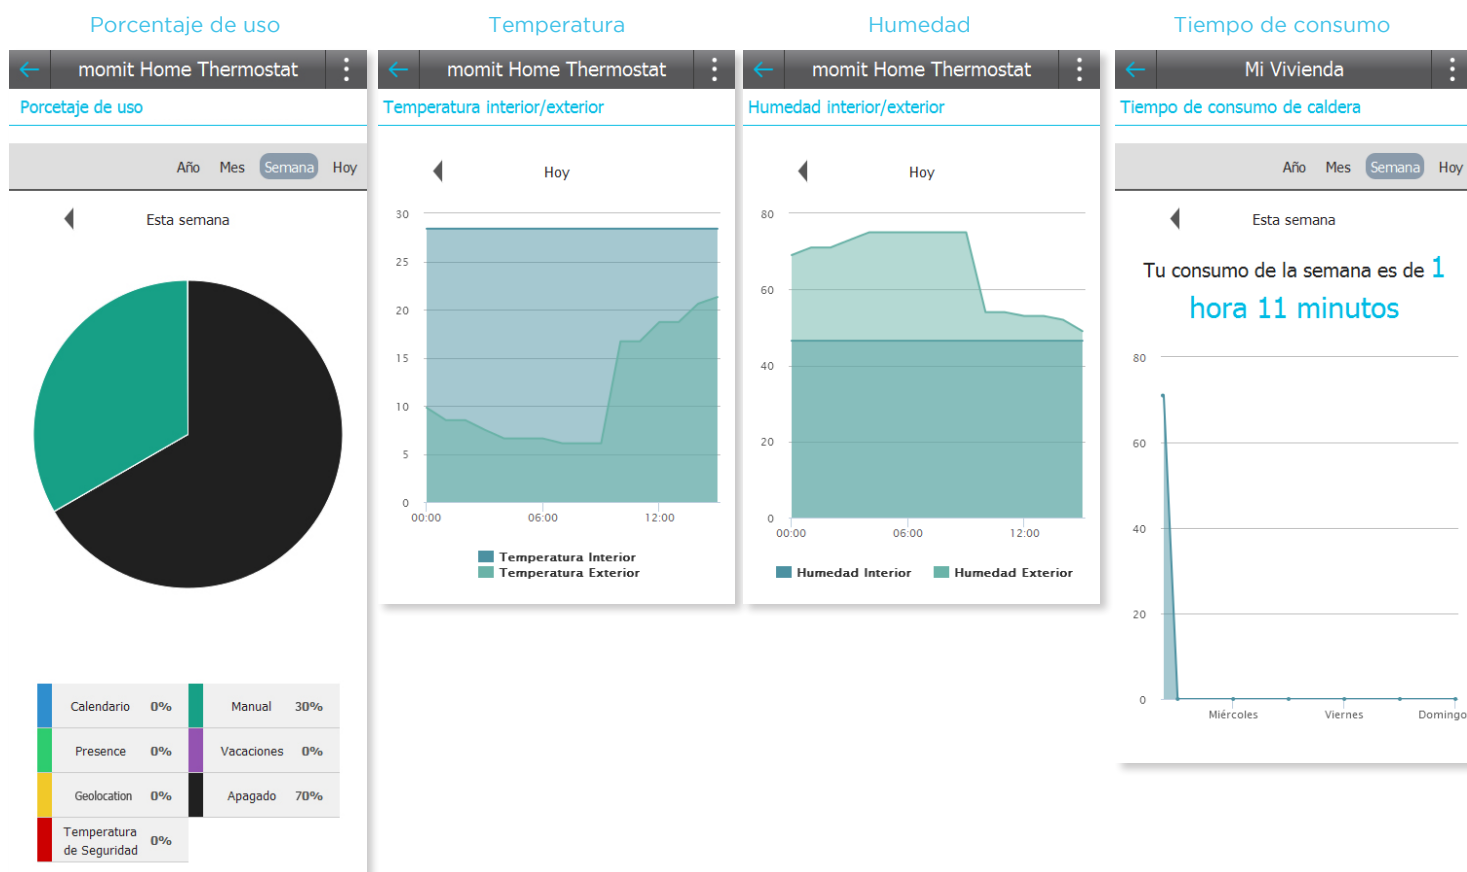 Porcentaje de uso
momit Home Thermostat
Porcetaje de uso
Año Mes Semana Hoy
Esta semana
Calendario 0% Manual 30%
Presence 0% Vacaciones 0%
Geolocation 0% Apagado 70%
Temperatura
de Seguridad 0%
Temperatura
momit Home Thermostat
Temperatura interior/exterior
Hoy
30
25
20
15
10
5
0
00:00 06:00 12:00
Temperatura Interior
Temperatura Exterior
Humedad
momit Home Thermostat
Humedad interior/exterior
Hoy
80
60
40
20
0
00:00 06:00 12:00
Humedad Interior Humedad Exterior
Tiempo de consumo
Mi Vivienda
Tiempo de consumo de caldera
Año Mes Semana Hoy
Esta semana
Tu consumo de la semana es de 1
hora 11 minutos
80
60
40
20
0
Miércoles Viernes Domingo